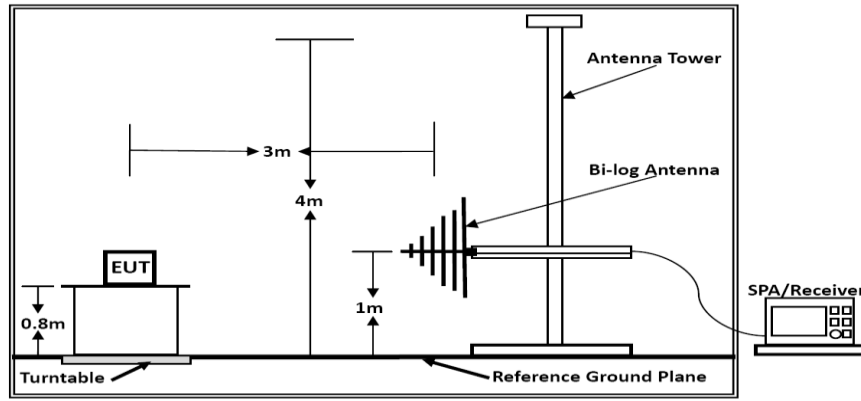 Antenna Tower
3m
Bi-log Antenna
4m
EUT
SPA/Receiver
0.8m
1m
Turntable
Reference Ground Plane